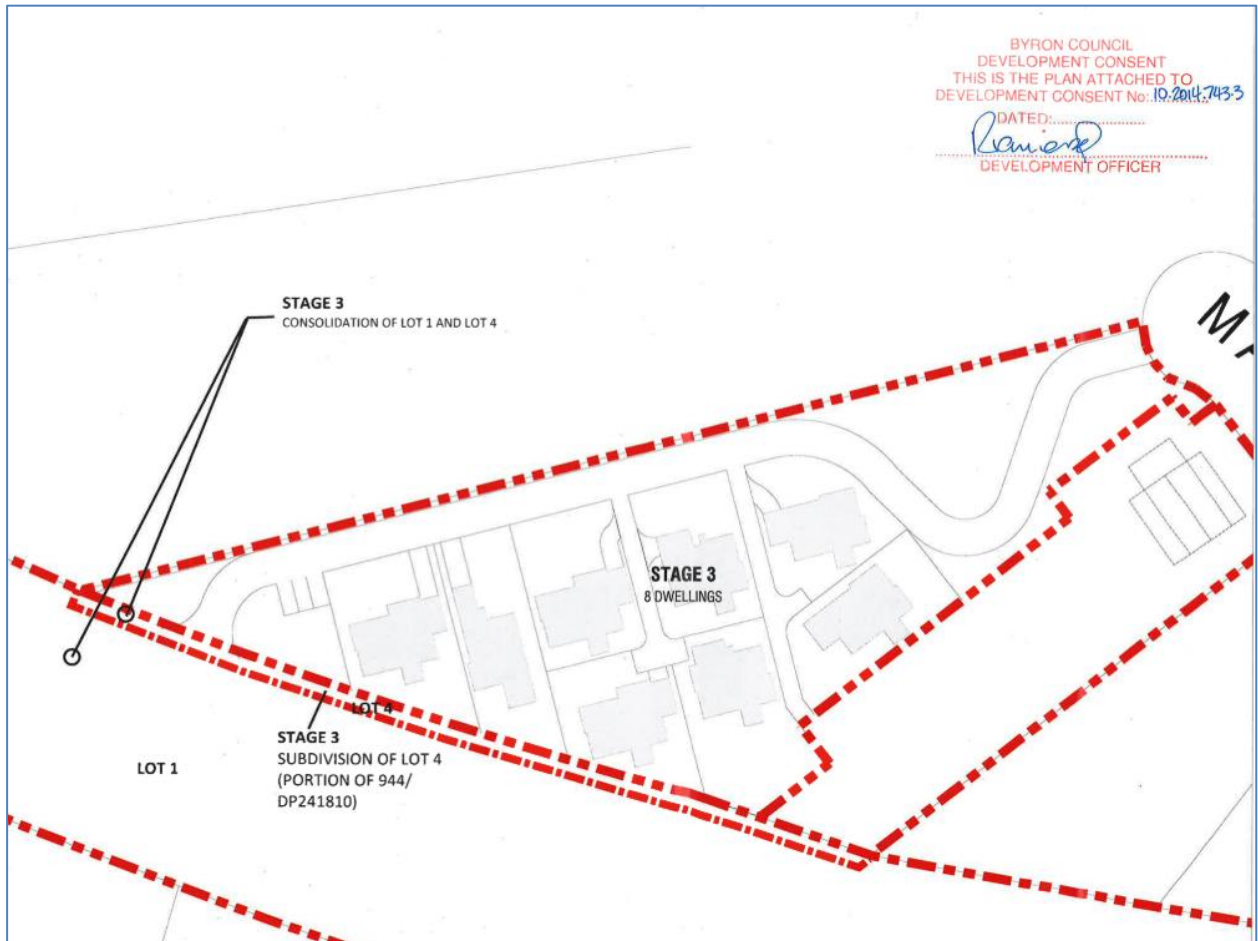 BYRON COUNCIL
DEVELOPMENT CONSENT
THIS IS THE PLAN ATTACHED TO
DEVELOPMENT CONSENT No: 10.2014.743.3
DATED:
DEVELOPMENT OFFICER
MA
STAGE 3
CONSOLIDATION OF LOT 1 AND LOT 4
STAGE 3
8 DWELLINGS
LOT 4
STAGE 3
SUBDIVISION OF LOT 4
(PORTION OF 944/
DP241810)
LOT 1